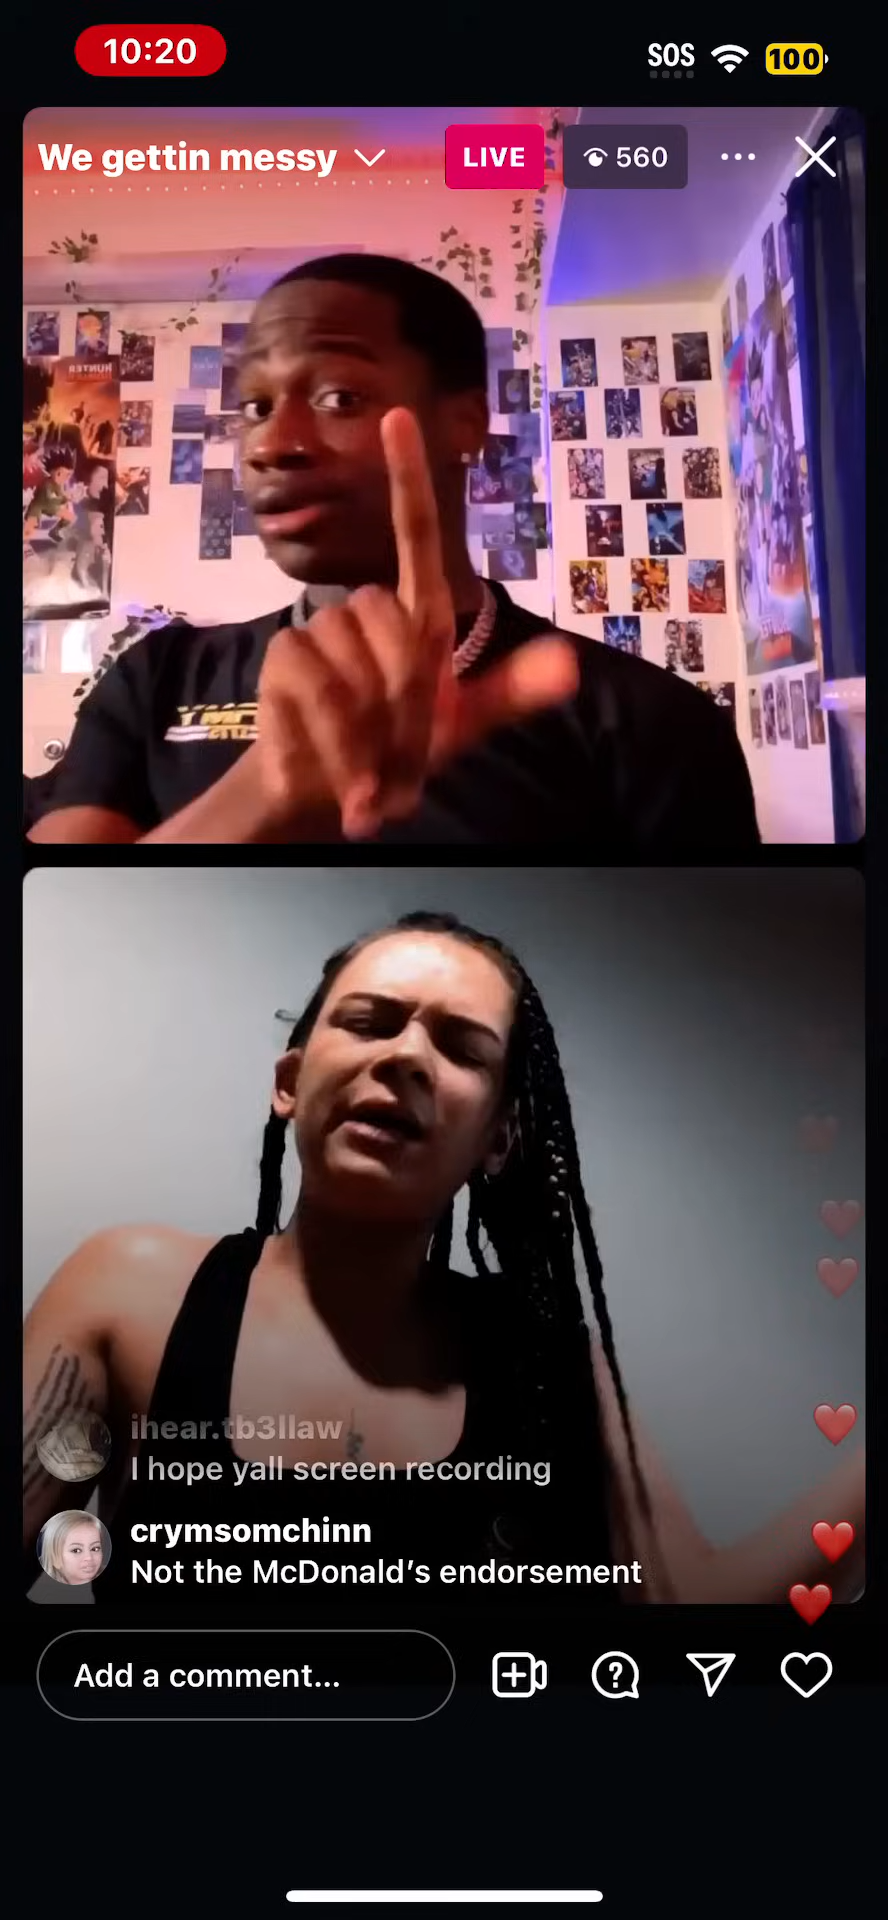 10:20
SOS
100
We gettin messy
LIVE
560
HUNTER
ihear.tb3llaw
I hope yall screen recording
crymsomchinn
Not the McDonald’s endorsement
Add a comment...